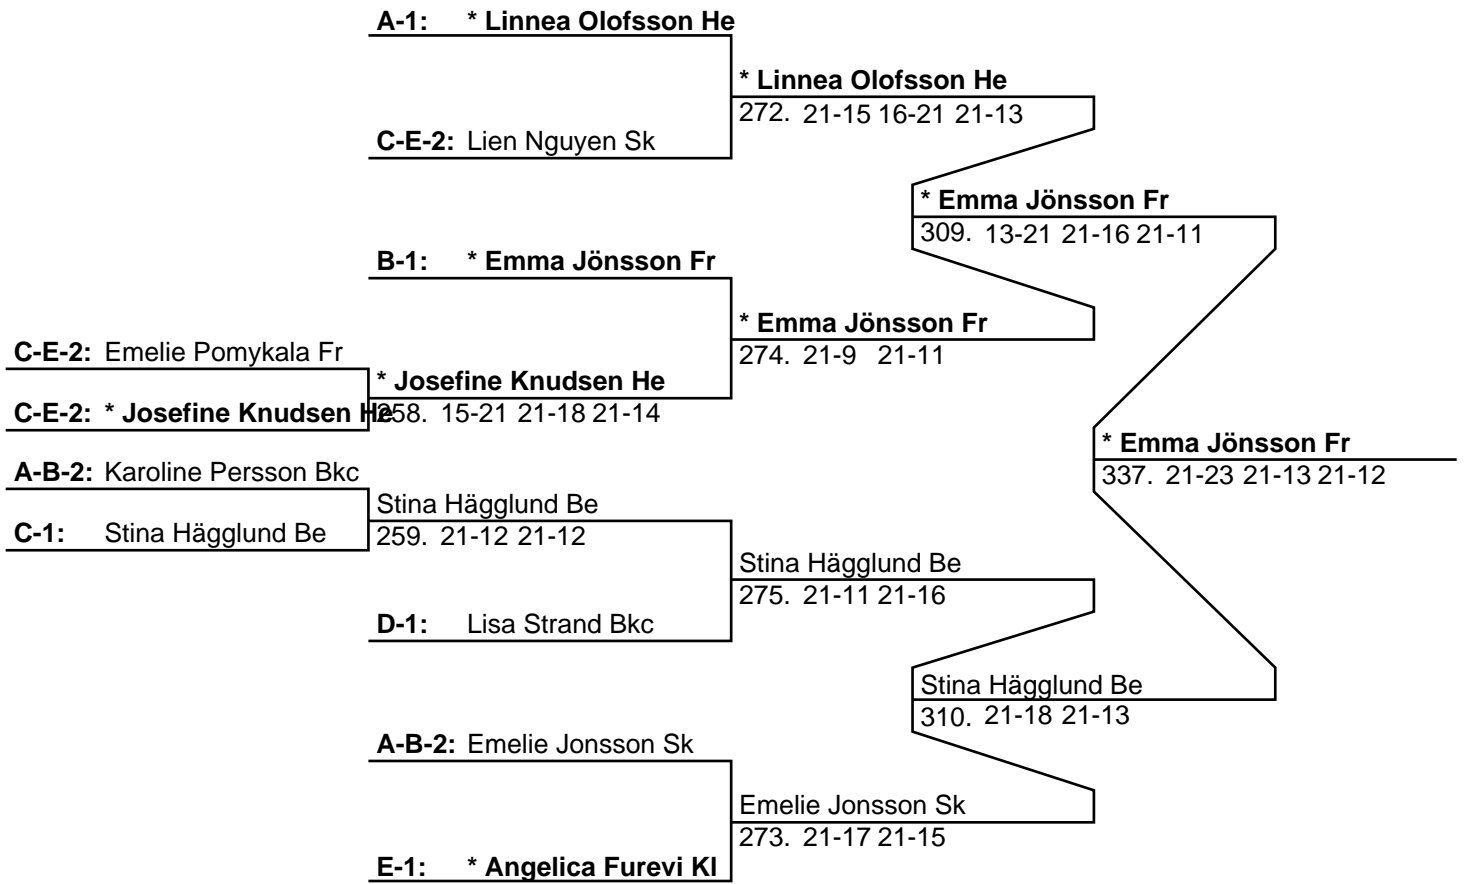 A-1: * Linnea Olofsson He
* Linnea Olofsson He
272. 21-15 16-21 21-13
C-E-2: Lien Nguyen Sk
* Emma Jönsson Fr
309. 13-21 21-16 21-11
B-1: * Emma Jönsson Fr
* Emma Jönsson Fr
274. 21-9 21-11
C-E-2: Emelie Pomykala Fr
* Josefine Knudsen He
258. 15-21 21-18 21-14
C-E-2: * Josefine Knudsen He
* Emma Jönsson Fr
337. 21-23 21-13 21-12
A-B-2: Karoline Persson Bkc
Stina Hägglund Be
259. 21-12 21-12
C-1: Stina Hägglund Be
Stina Hägglund Be
275. 21-11 21-16
D-1: Lisa Strand Bkc
Stina Hägglund Be
310. 21-18 21-13
A-B-2: Emelie Jonsson Sk
Emelie Jonsson Sk
273. 21-17 21-15
E-1: * Angelica Furevi Kl